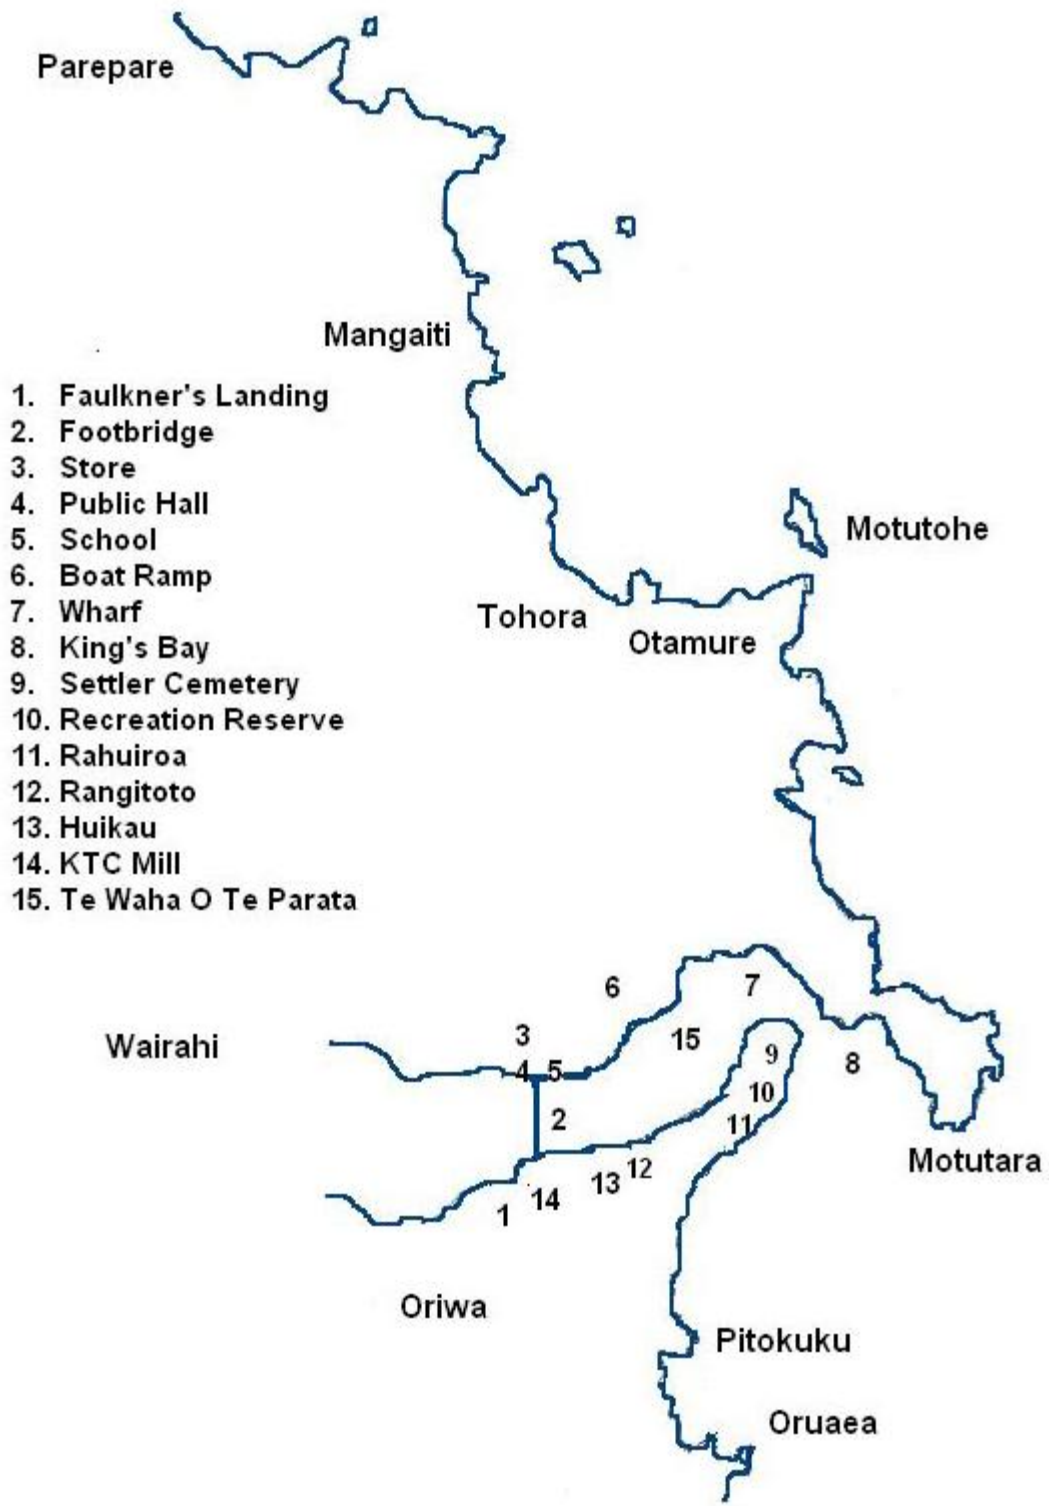 Parepare
Mangaiti
1. Faulkner's Landing
2. Footbridge
3. Store
4. Public Hall
5. School
6. Boat Ramp
7. Wharf
8. King's Bay
9. Settler Cemetery
10. Recreation Reserve
11. Rahuiroa
12. Rangitoto
13. Huikau
14. KTC Mill
15. Te Waha O Te Parata
Motutohe
Tohora
Otamure
6
7
3
15
Wairahi
9
8
4
5
10
2
11
Motutara
12
13
14
1
Oriwa
Pitokuku
Oruaea